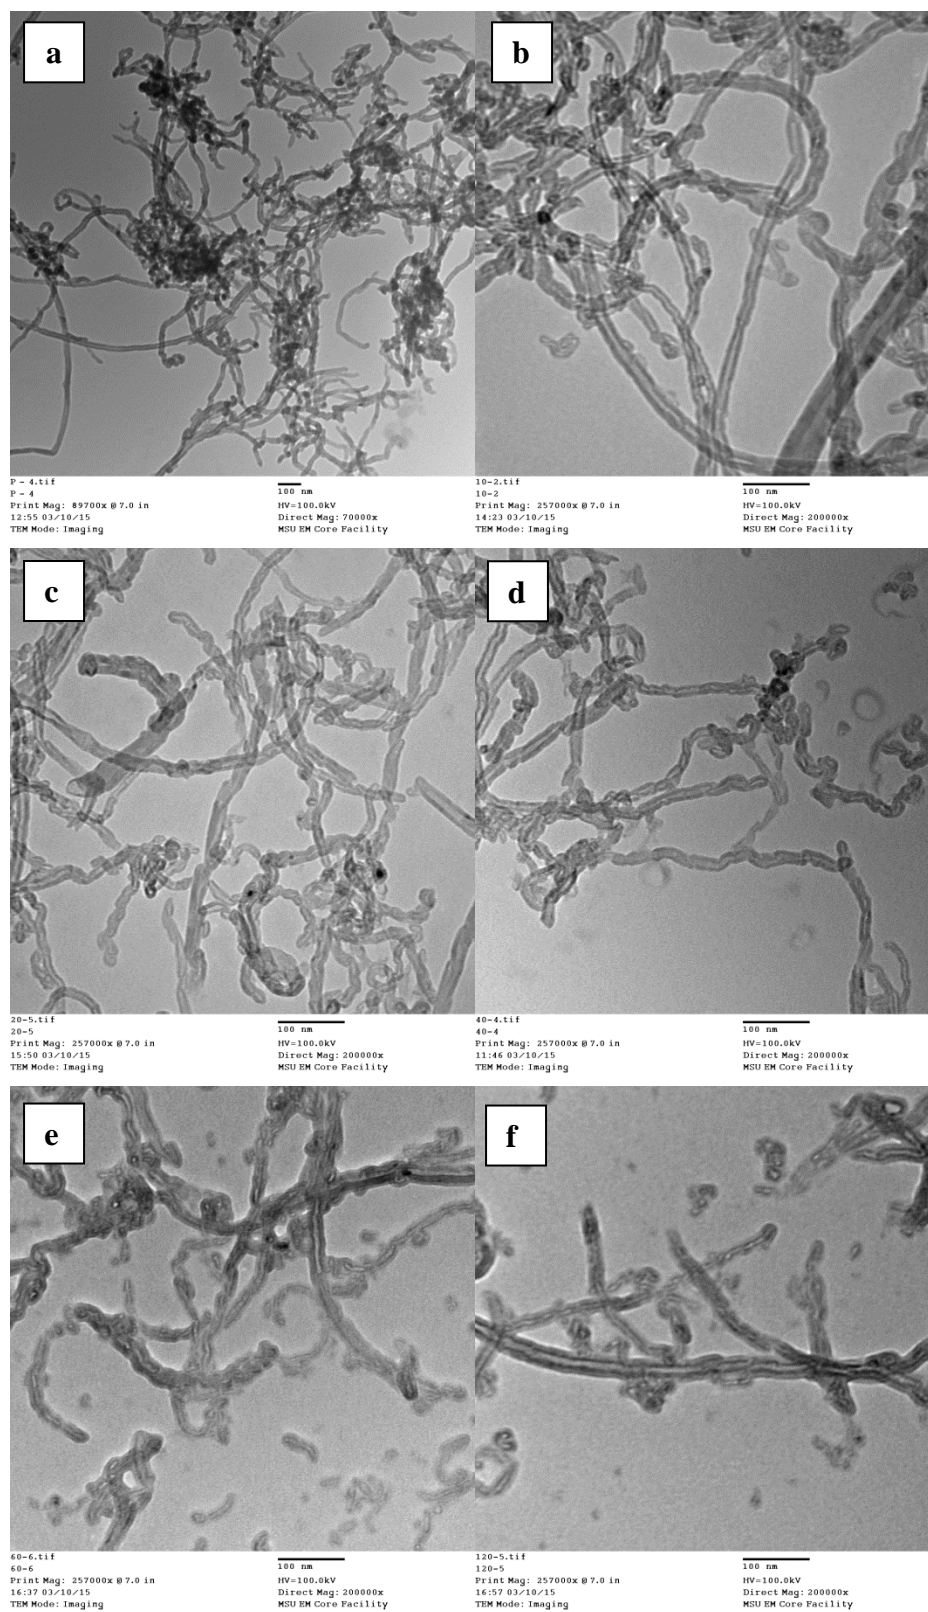 a
b
P - 4.tif
P - 4
Print Mag: 89700x @ 7.0 in
12:55 03/10/15
TEM Mode: Imaging
100 nm
HV=100.0kV
Direct Mag: 70000x
MSU EM Core Facility
10-2.tif
10-2
Print Mag: 257000x @ 7.0 in
14:23 03/10/15
TEM Mode: Imaging
100 nm
HV=100.0kV
Direct Mag: 200000x
MSU EM Core Facility
c
d
20-5.tif
20-5
Print Mag: 257000x @ 7.0 in
15:50 03/10/15
TEM Mode: Imaging
100 nm
HV=100.0kV
Direct Mag: 200000x
MSU EM Core Facility
40-4.tif
40-4
Print Mag: 257000x @ 7.0 in
11:46 03/10/15
TEM Mode: Imaging
100 nm
HV=100.0kV
Direct Mag: 200000x
MSU EM Core Facility
e
f
60-6.tif
60-6
Print Mag: 257000x @ 7.0 in
16:37 03/10/15
TEM Mode: Imaging
100 nm
HV=100.0kV
Direct Mag: 200000x
MSU EM Core Facility
120-5.tif
120-5
Print Mag: 257000x @ 7.0 in
16:57 03/10/15
TEM Mode: Imaging
100 nm
HV=100.0kV
Direct Mag: 200000x
MSU EM Core Facility